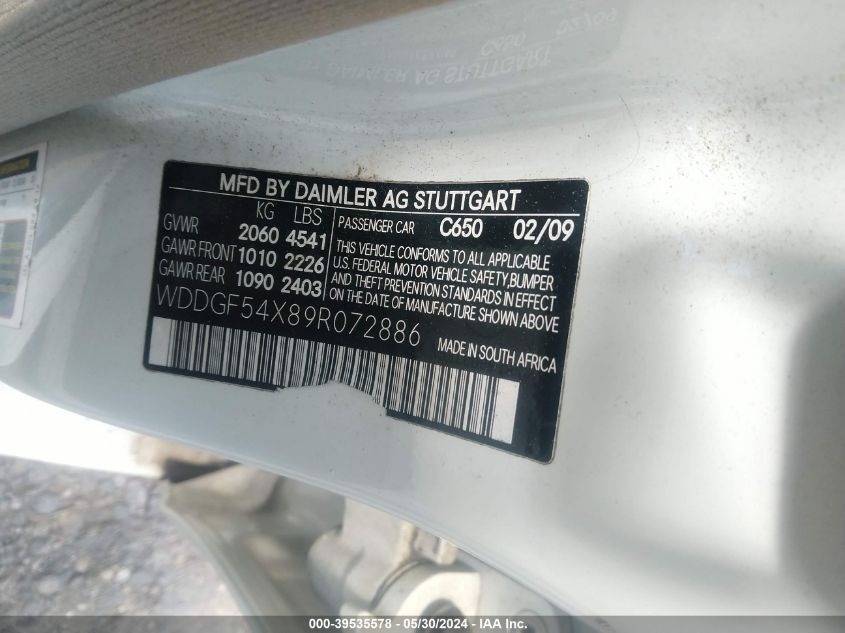 MFD BY DAIMLER AG STUTTGART
KG LBS
GVWR 2060 4541
GAWR FRONT 1010 2226
GAWR REAR 1090 2403
PASSENGER CAR C650 02/09
THIS VEHICLE CONFORMS TO ALL APPLICABLE
U.S. FEDERAL MOTOR VEHICLE SAFETY,BUMPER
AND THEFT PREVENTION STANDARDS IN EFFECT
ON THE DATE OF MANUFACTURE SHOWN ABOVE
WDDGF54X89R072886
MADE IN SOUTH AFRICA
000-39535578 - 05/30/2024 - IAA Inc.